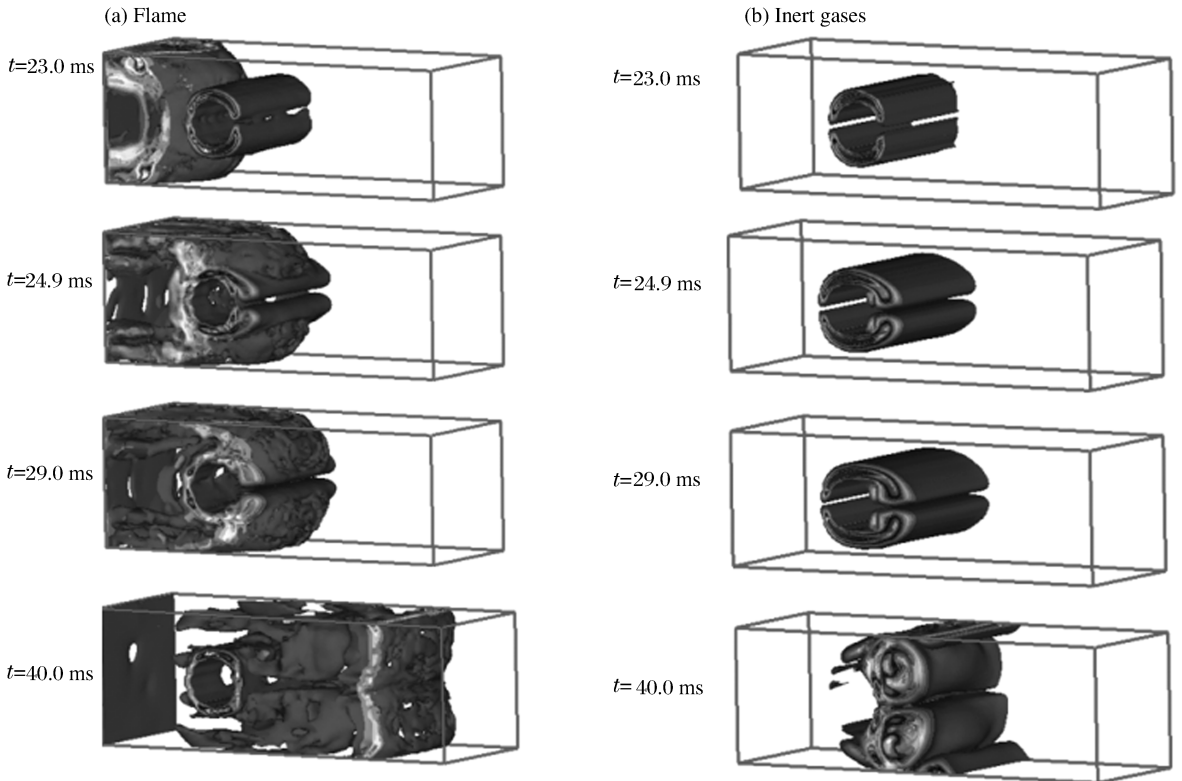 (a) Flame
(b) Inert gases
t=23.0 ms
t=23.0 ms
t=24.9 ms
t=24.9 ms
t=29.0 ms
t=29.0 ms
t=40.0 ms
t= 40.0 ms